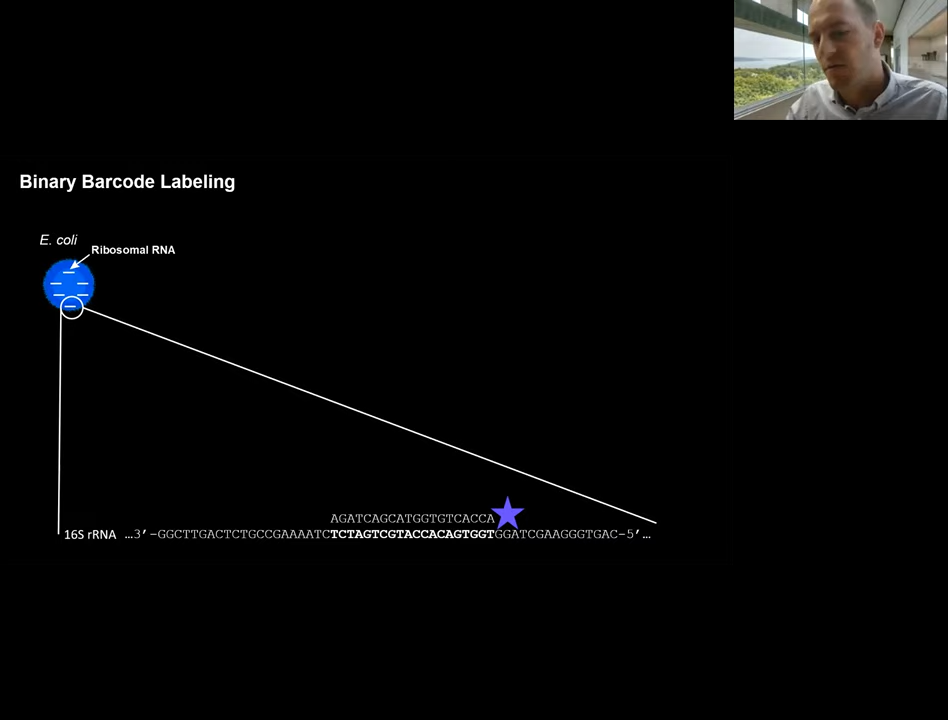 Binary Barcode Labeling
E. coli
Ribosomal RNA
AGATCAGCATGGTGTCACCA
16S rRNA …3’-GGCTTGACTCTGCCGAAAATCTCTAGTCGTACCACAGTGGTGGATCGAAGGGTGAC-5’…